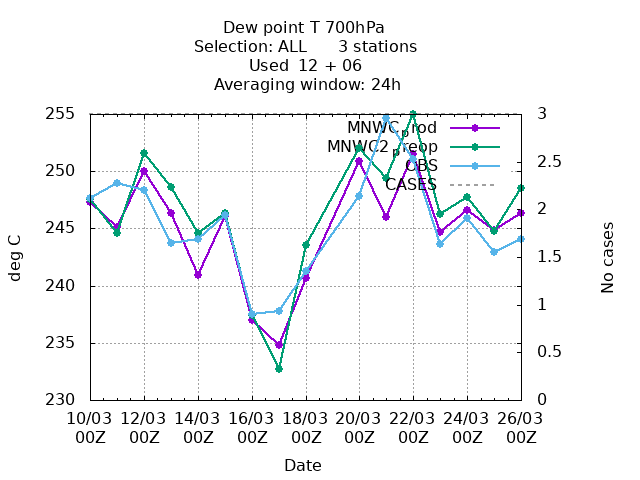 Dew point T 700hPa
Selection: ALL      3 stations
Used  12 + 06
Averaging window: 24h
255
250
245
240
235
230
deg C
3
2.5
2
1.5
1
0.5
0
No cases
MNWC_prod
MNWC2_preop
OBS
CASES
10/03 12/03 14/03 16/03 18/03 20/03 22/03 24/03 26/03
00Z 00Z 00Z 00Z 00Z 00Z 00Z 00Z 00Z
Date